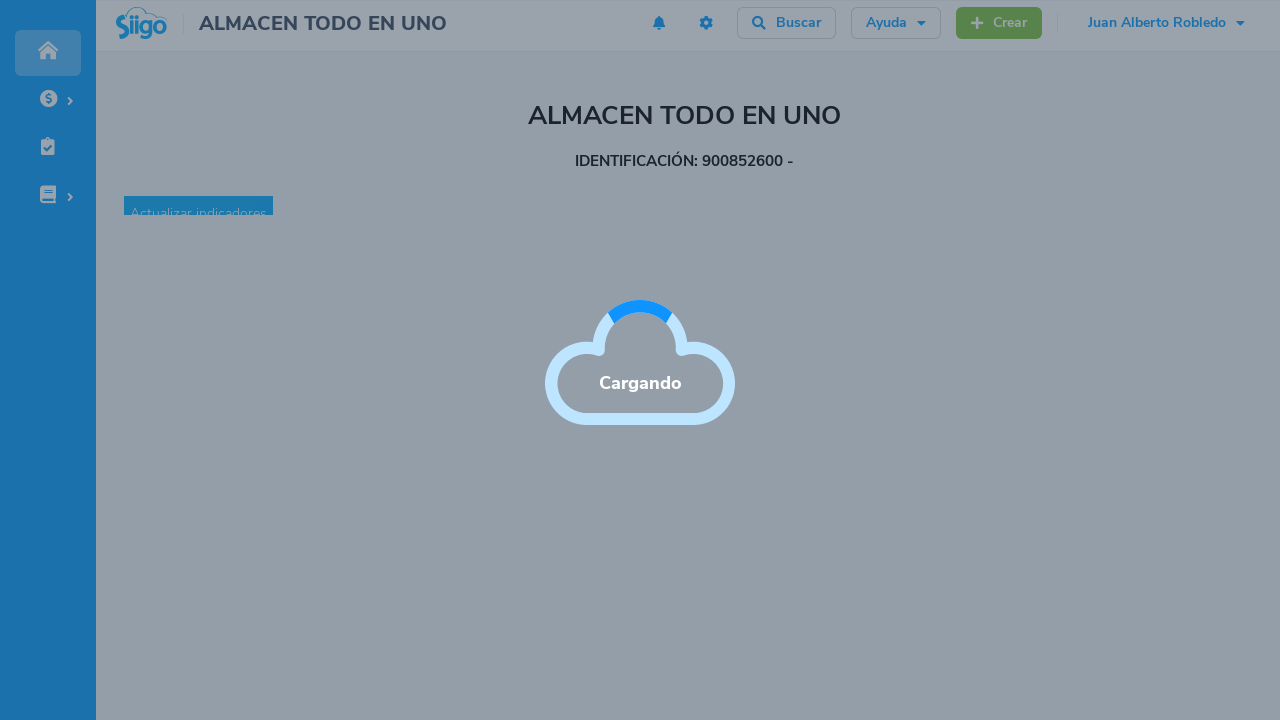 Siigo
ALMACEN TODO EN UNO
Buscar
Ayuda
Crear
Juan Alberto Robledo
ALMACEN TODO EN UNO
IDENTIFICACIÓN: 900852600 -
Actualizar indicadores
Cargando